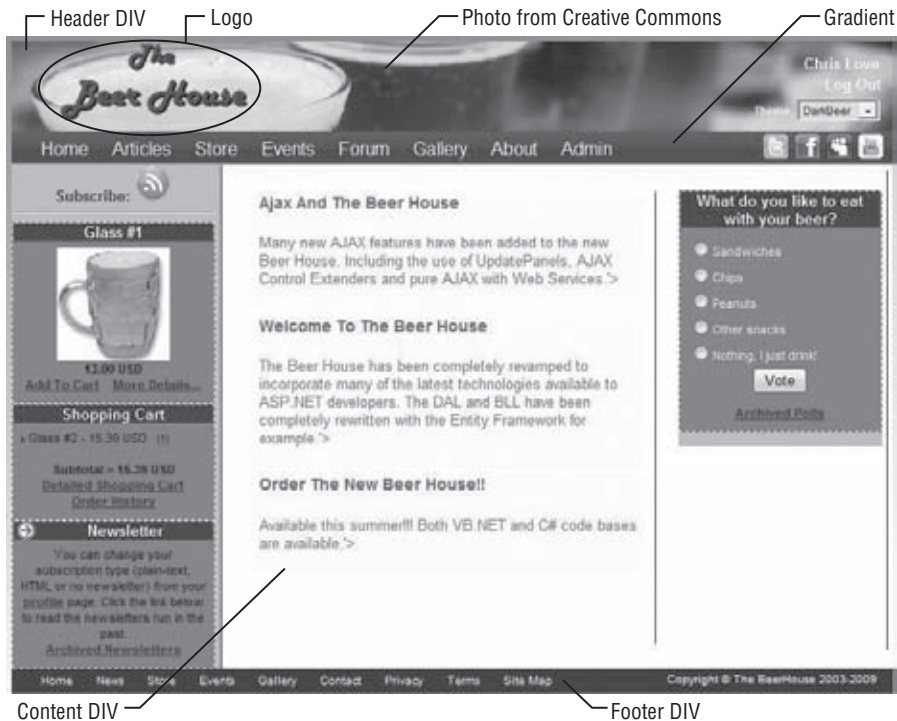 Header DIV
Logo
Photo from Creative Commons
Gradient
The
Beer House
Chris Love
Log Out
Theme DarkBeer
Home Articles Store Events Forum Gallery About Admin
Subscribe:
Glass #1
Add To Cart More Details...
Shopping Cart
Glass #2 - 15.39 USD (1)
Subtotal = 15.39 USD
Detailed Shopping Cart
Order History
Newsletter
You can change your
subscription type (plain-text,
HTML or no newsletter) from your
profile page. Click the link below
to read the newsletters run in the
past.
Archived Newsletters
Ajax And The Beer House
Many new AJAX features have been added to the new
Beer House. Including the use of UpdatePanels, AJAX
Control Extenders and pure AJAX with Web Services.'>
Welcome To The Beer House
The Beer House has been completely revamped to
incorporate many of the latest technologies available to
ASP.NET developers. The DAL and BLL have been
completely rewritten with the Entity Framework for
example.'>
Order The New Beer House!!
Available this summer!!! Both VB.NET and C# code bases
are available.'>
What do you like to eat
with your beer?
Sandwiches
Chips
Peanuts
Other snacks
Nothing, I just drink!
Vote
Archived Polls
Home News Store Events Gallery Contact Privacy Terms Site Map
Copyright © The BeerHouse 2003-2009
Content DIV
Footer DIV